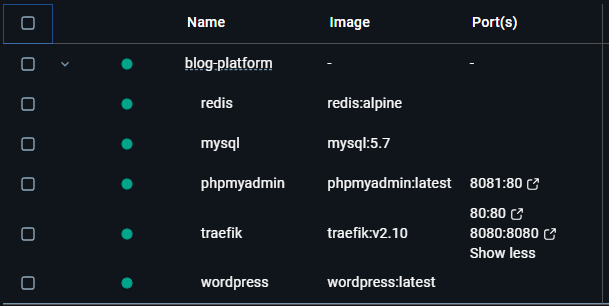 Name Image Port(s)
blog-platform - -
redis redis:alpine
mysql mysql:5.7
phpmyadmin phpmyadmin:latest 8081:80
80:80
traefik traefik:v2.10 8080:8080
Show less
wordpress wordpress:latest